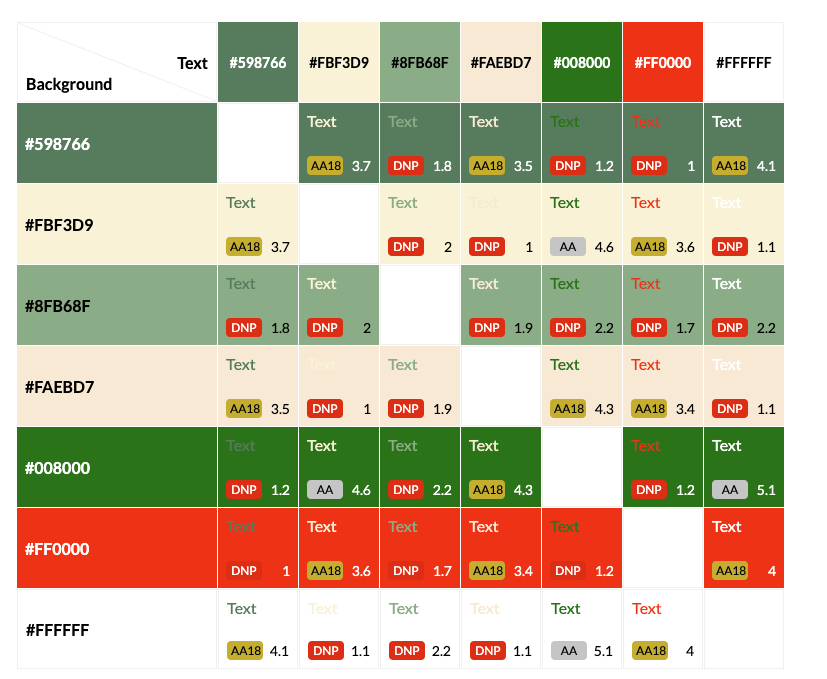 Text #598766 #FBF3D9 #8FB68F #FAEBD7 #008000 #FF0000 #FFFFFF
Background
Text Text Text Text Text Text
#598766
AA18 3.7 DNP 1.8 AA18 3.5 DNP 1.2 DNP 1 AA18 4.1
Text Text Text Text Text Text
#FBF3D9
AA18 3.7 DNP 2 DNP 1 AA 4.6 AA18 3.6 DNP 1.1
Text Text Text Text Text Text
#8FB68F
DNP 1.8 DNP 2 DNP 1.9 DNP 2.2 DNP 1.7 DNP 2.2
Text Text Text Text Text Text
#FAEBD7
AA18 3.5 DNP 1 DNP 1.9 AA18 4.3 AA18 3.4 DNP 1.1
Text Text Text Text Text Text
#008000
DNP 1.2 AA 4.6 DNP 2.2 AA18 4.3 DNP 1.2 AA 5.1
Text Text Text Text Text Text
#FF0000
DNP 1 AA18 3.6 DNP 1.7 AA18 3.4 DNP 1.2 AA18 4
Text Text Text Text Text Text
#FFFFFF
AA18 4.1 DNP 1.1 DNP 2.2 DNP 1.1 AA 5.1 AA18 4